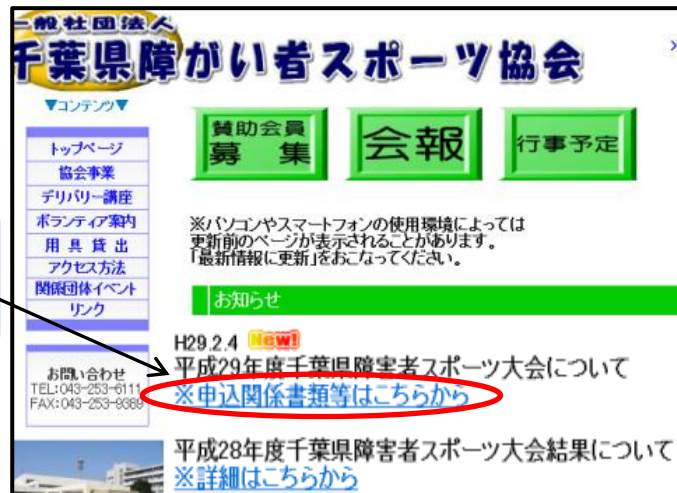 一般社団法人
千葉県障がい者スポーツ協会
▼コンテンツ▼
トップページ
協会事業
デリバリー講座
ボランティア案内
用具貸出
アクセス方法
関係団体イベント
リンク
お問い合わせ
TEL:043-253-6111
FAX:043-253-9389
賛助会員
募集
会報
行事予定
※パソコンやスマートフォンの使用環境によっては
更新前のページが表示されることがあります。
「最新情報に更新」をおこなってください。
お知らせ
H29.2.4 New!
平成29年度千葉県障害者スポーツ大会について
※申込関係書類等はこちらから
平成28年度千葉県障害者スポーツ大会結果について
※詳細はこちらから